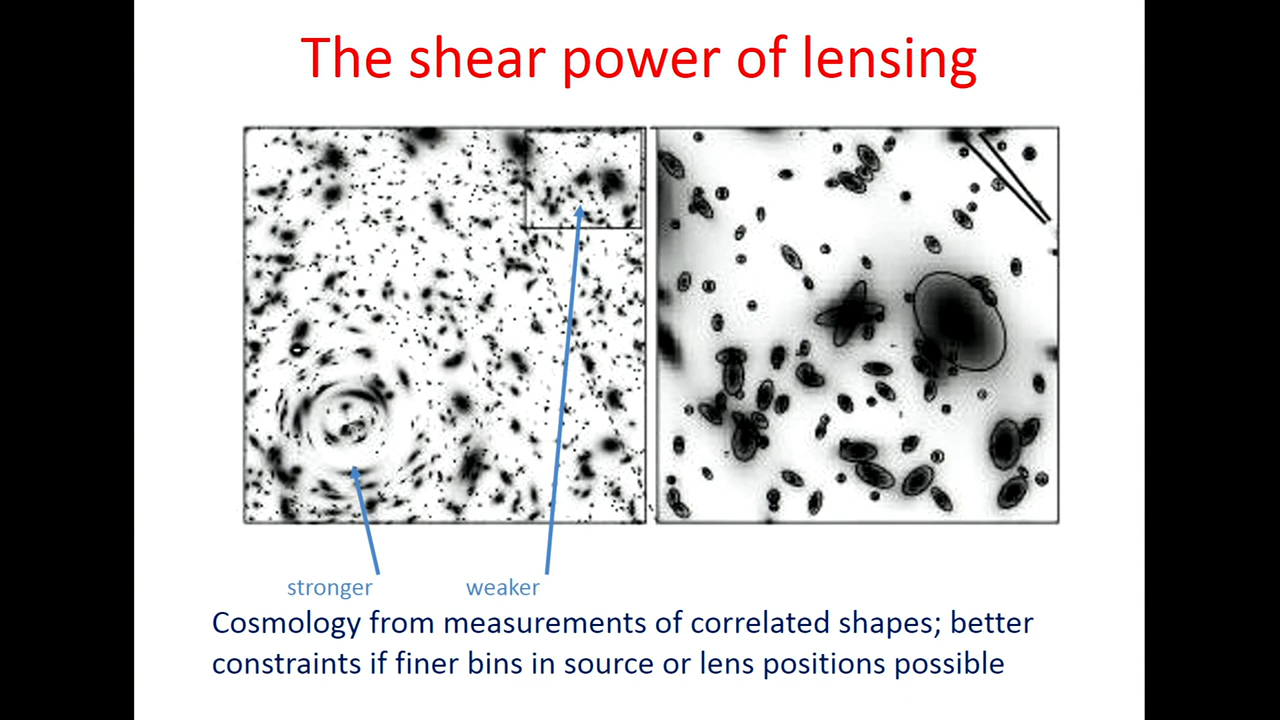 The shear power of lensing
stronger
weaker
Cosmology from measurements of correlated shapes; better
constraints if finer bins in source or lens positions possible